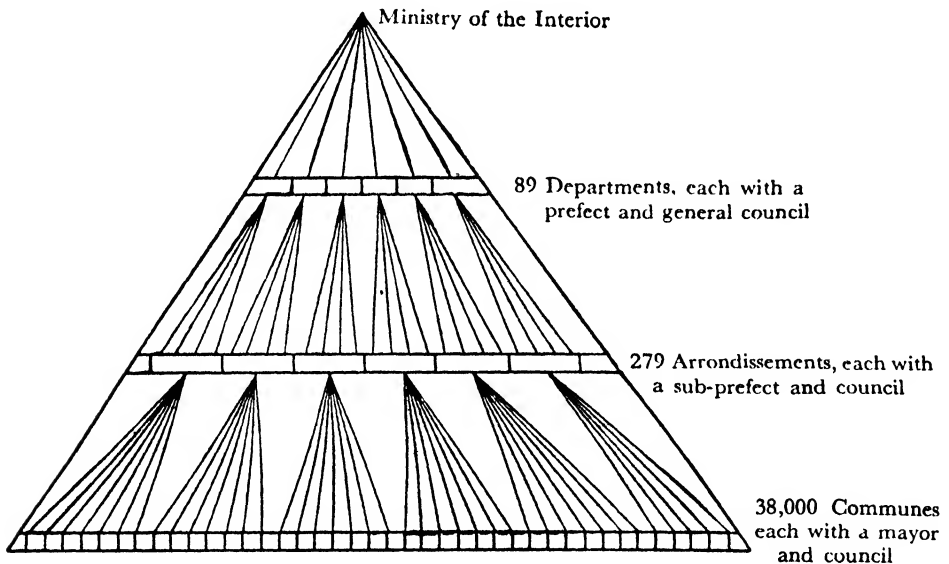 Ministry of the Interior
89 Departments, each with a
prefect and general council
279 Arrondissements, each with
a sub-prefect and council
38,000 Communes
each with a mayor
and council